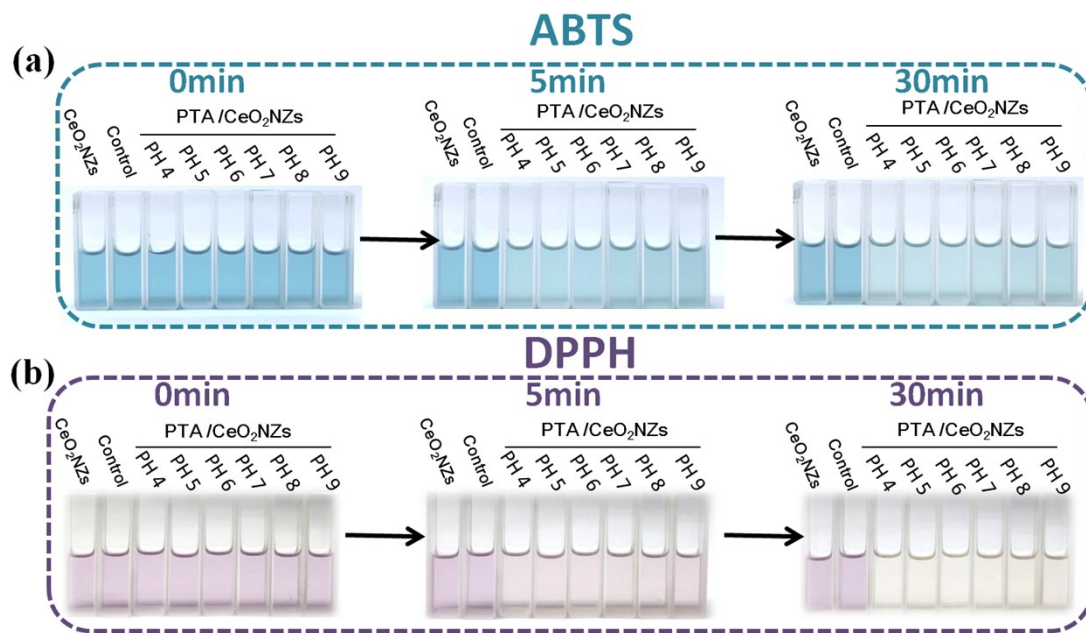 ABTS
(a)
0min
5min
30min
PTA /CeO₂NZs
PTA /CeO₂NZs
PTA /CeO₂NZs
CeO₂NZs
Control
PH 4
PH 5
PH 6
PH 7
PH 8
PH 9
CeO₂NZs
Control
PH 4
PH 5
PH 6
PH 7
PH 8
PH 9
CeO₂NZs
Control
PH 4
PH 5
PH 6
PH 7
PH 8
PH 9
DPPH
(b)
0min
5min
30min
PTA /CeO₂NZs
PTA /CeO₂NZs
PTA /CeO₂NZs
CeO₂NZs
Control
PH 4
PH 5
PH 6
PH 7
PH 8
PH 9
CeO₂NZs
Control
PH 4
PH 5
PH 6
PH 7
PH 8
PH 9
CeO₂NZs
Control
PH 4
PH 5
PH 6
PH 7
PH 8
PH 9